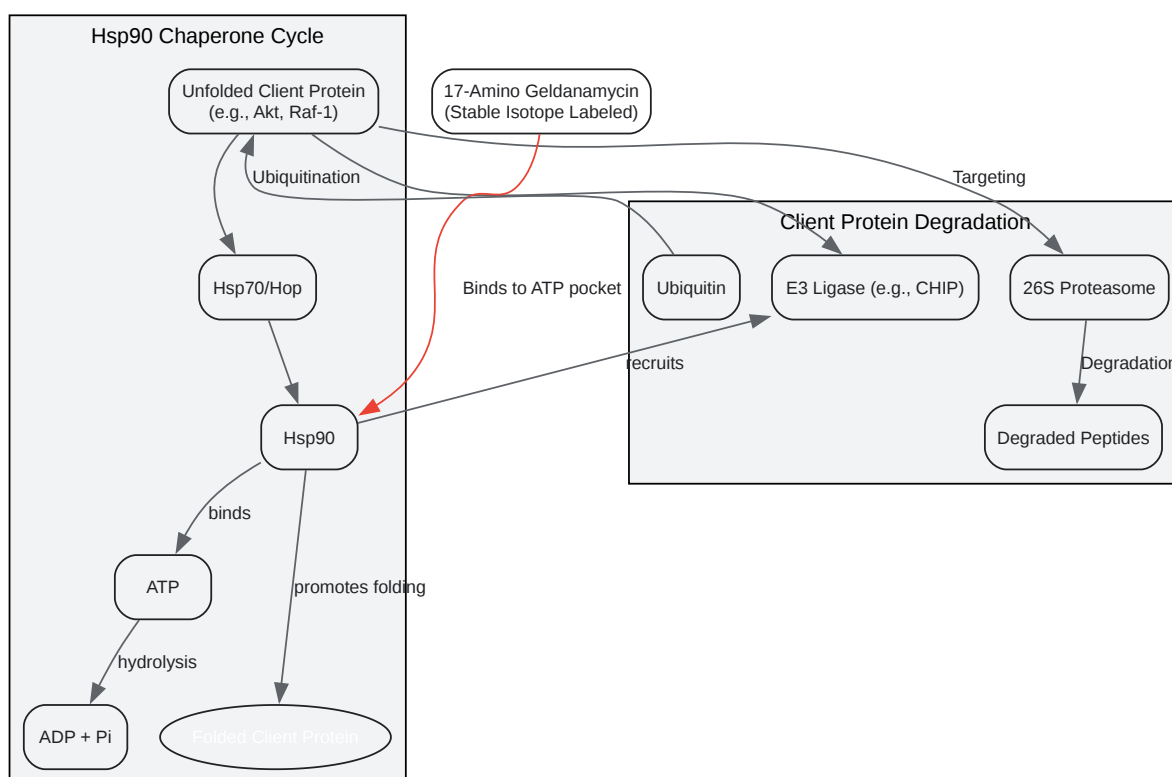 Hsp90 Chaperone Cycle
Unfolded Client Protein
(e.g., Akt, Raf-1)
17-Amino Geldanamycin
(Stable Isotope Labeled)
Ubiquitination
Targeting
Client Protein Degradation
Hsp70/Hop
Binds to ATP pocket
Ubiquitin
E3 Ligase (e.g., CHIP)
26S Proteasome
recruits
Degradation
Hsp90
Degraded Peptides
binds
ATP
promotes folding
hydrolysis
ADP + Pi
Folded Client Protein